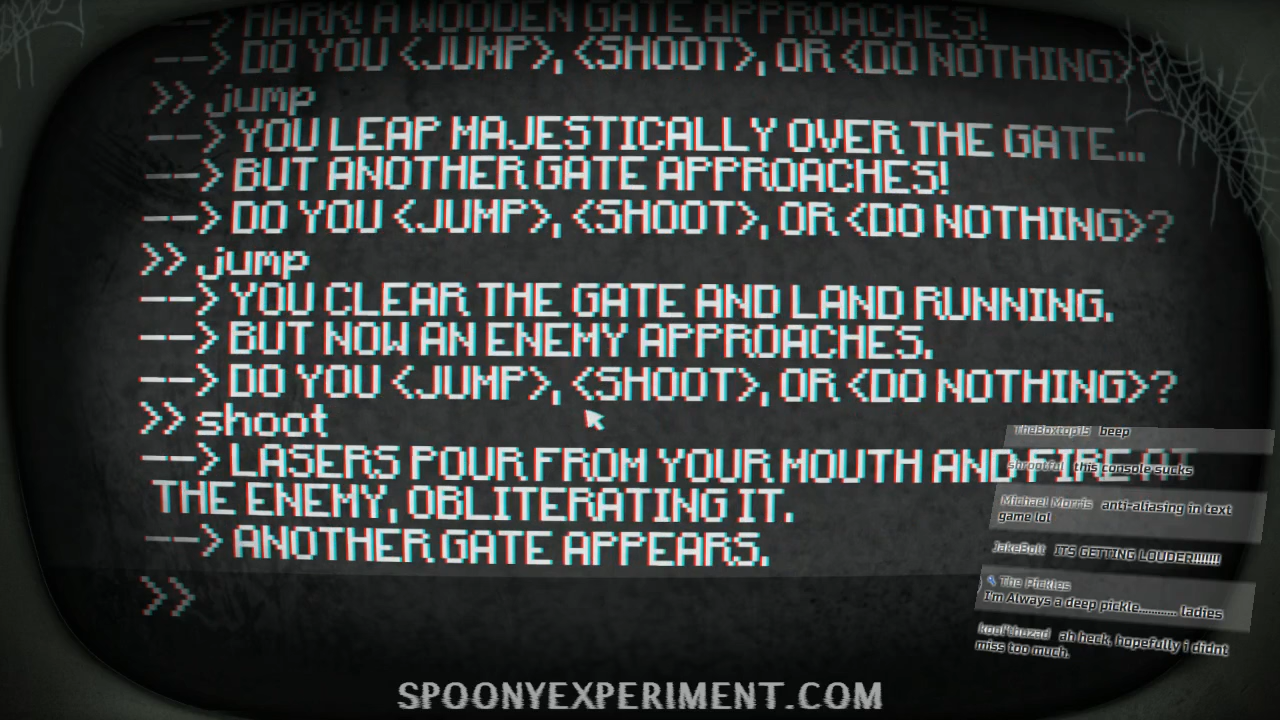 --> HARK! A WOODEN GATE APPROACHES!
--> DO YOU <JUMP>, <SHOOT>, OR <DO NOTHING>
>> jump
--> YOU LEAP MAJESTICALLY OVER THE GATE...
--> BUT ANOTHER GATE APPROACHES!
--> DO YOU <JUMP>, <SHOOT>, OR <DO NOTHING>?
>> jump
--> YOU CLEAR THE GATE AND LAND RUNNING.
--> BUT NOW AN ENEMY APPROACHES.
--> DO YOU <JUMP>, <SHOOT>, OR <DO NOTHING>?
>> shoot
--> LASERS POUR FROM YOUR MOUTH AND FIRE AT
THE ENEMY, OBLITERATING IT.
--> ANOTHER GATE APPEARS.
>>
TheBoxtop15 beep
shrootful this console sucks
Michael Morris anti-aliasing in text
game lol
JakeBolt ITS GETTING LOUDER!!!!!!!
The Pickles
I'm Always a deep pickle............ ladies
kool'thuzad ah heck, hopefully i didnt
miss too much.
SPOONYEXPERIMENT.COM